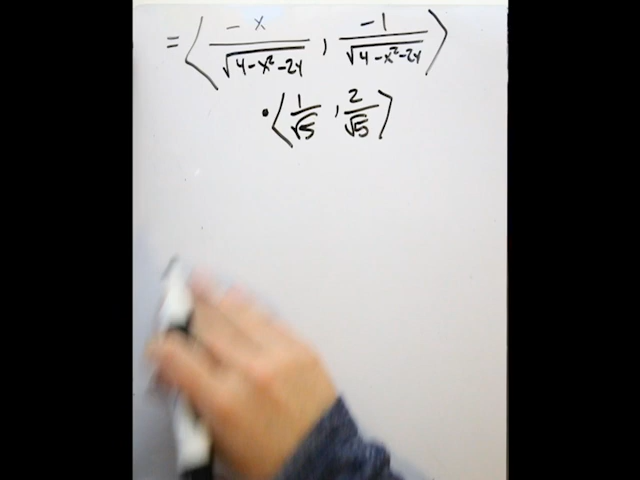 = ⟨ -x/√(4-x²-2y) , -1/√(4-x²-2y) ⟩
• ⟨ 1/√5 , 2/√5 ⟩